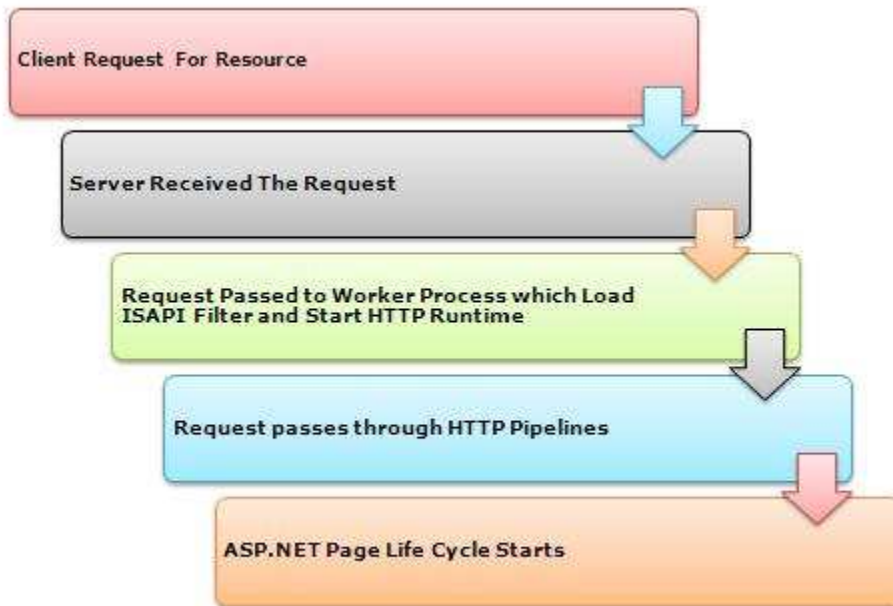 Client Request For Resource
Server Received The Request
Request Passed to Worker Process which Load
ISAPI Filter and Start HTTP Runtime
Request passes through HTTP Pipelines
ASP.NET Page Life Cycle Starts